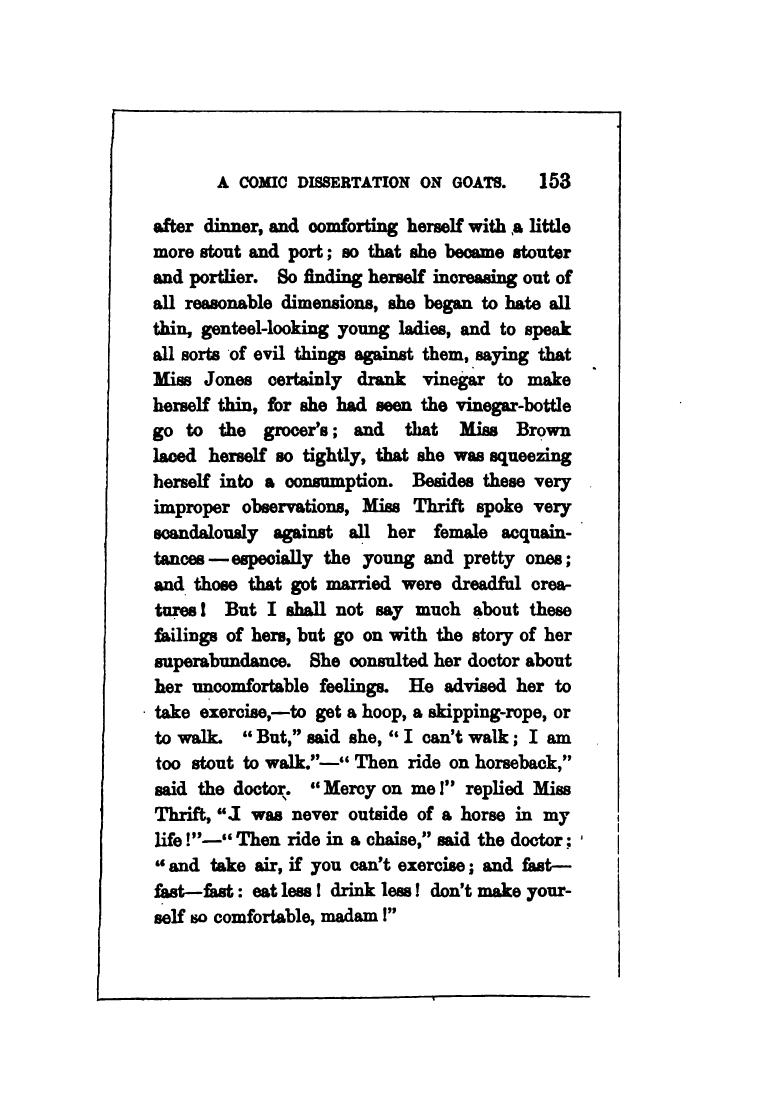 A COMIC DISSERTATION ON GOATS. 153
after dinner, and comforting herself with a little
more stout and port; so that she became stouter
and portlier. So finding herself increasing out of
all reasonable dimensions, she began to hate all
thin, genteel-looking young ladies, and to speak
all sorts of evil things against them, saying that
Miss Jones certainly drank vinegar to make
herself thin, for she had seen the vinegar-bottle
go to the grocer's; and that Miss Brown
laced herself so tightly, that she was squeezing
herself into a consumption. Besides these very
improper observations, Miss Thrift spoke very
scandalously against all her female acquain-
tances—especially the young and pretty ones;
and those that got married were dreadful crea-
tures! But I shall not say much about these
failings of hers, but go on with the story of her
superabundance. She consulted her doctor about
her uncomfortable feelings. He advised her to
take exercise,—to get a hoop, a skipping-rope, or
to walk. "But," said she, "I can't walk; I am
too stout to walk."—"Then ride on horseback,"
said the doctor. "Mercy on me!" replied Miss
Thrift, "I was never outside of a horse in my
life!"—"Then ride in a chaise," said the doctor;
"and take air, if you can't exercise; and fast—
fast—fast: eat less! drink less! don't make your-
self so comfortable, madam!"